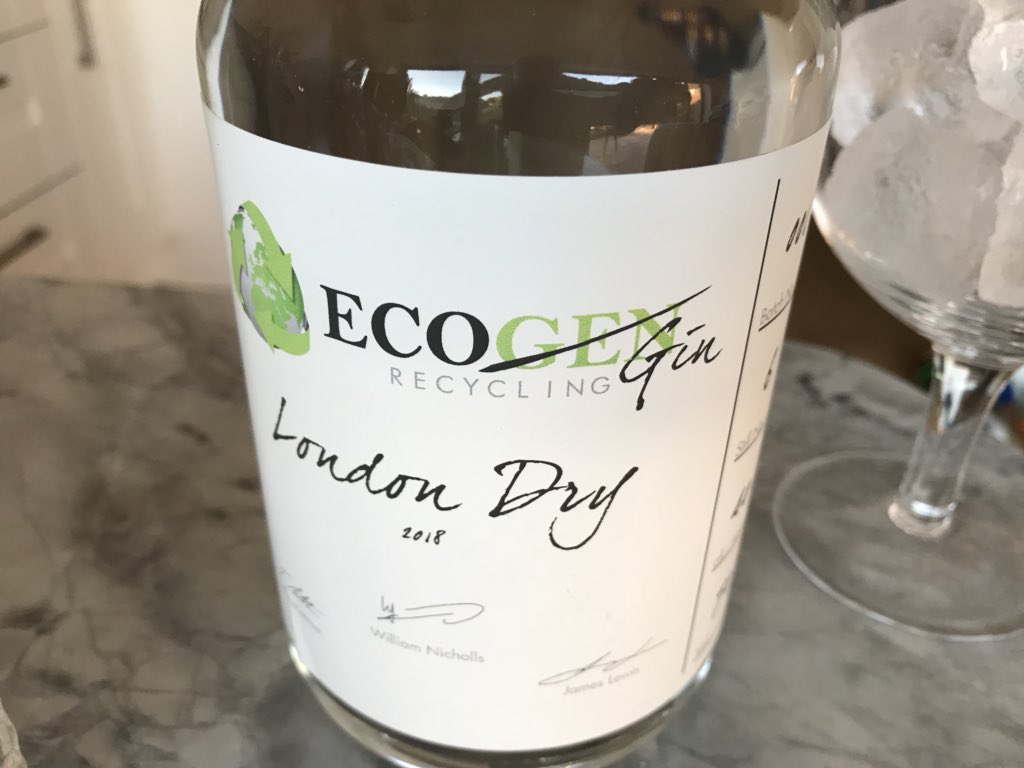 ECOGEN
Gin
RECYCLING
London Dry
2018
William Nicholls
James Lewis